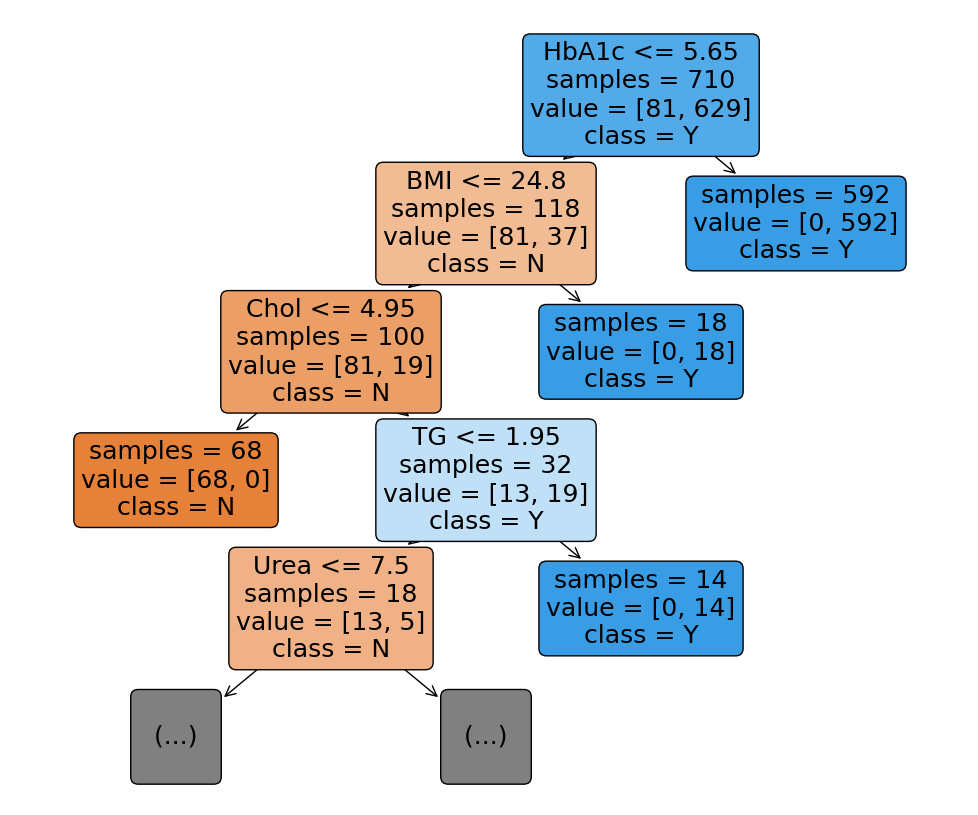 HbA1c <= 5.65
samples = 710
value = [81, 629]
class = Y
BMI <= 24.8
samples = 118
value = [81, 37]
class = N
samples = 592
value = [0, 592]
class = Y
Chol <= 4.95
samples = 100
value = [81, 19]
class = N
samples = 18
value = [0, 18]
class = Y
samples = 68
value = [68, 0]
class = N
TG <= 1.95
samples = 32
value = [13, 19]
class = Y
Urea <= 7.5
samples = 18
value = [13, 5]
class = N
samples = 14
value = [0, 14]
class = Y
(...)
(...)